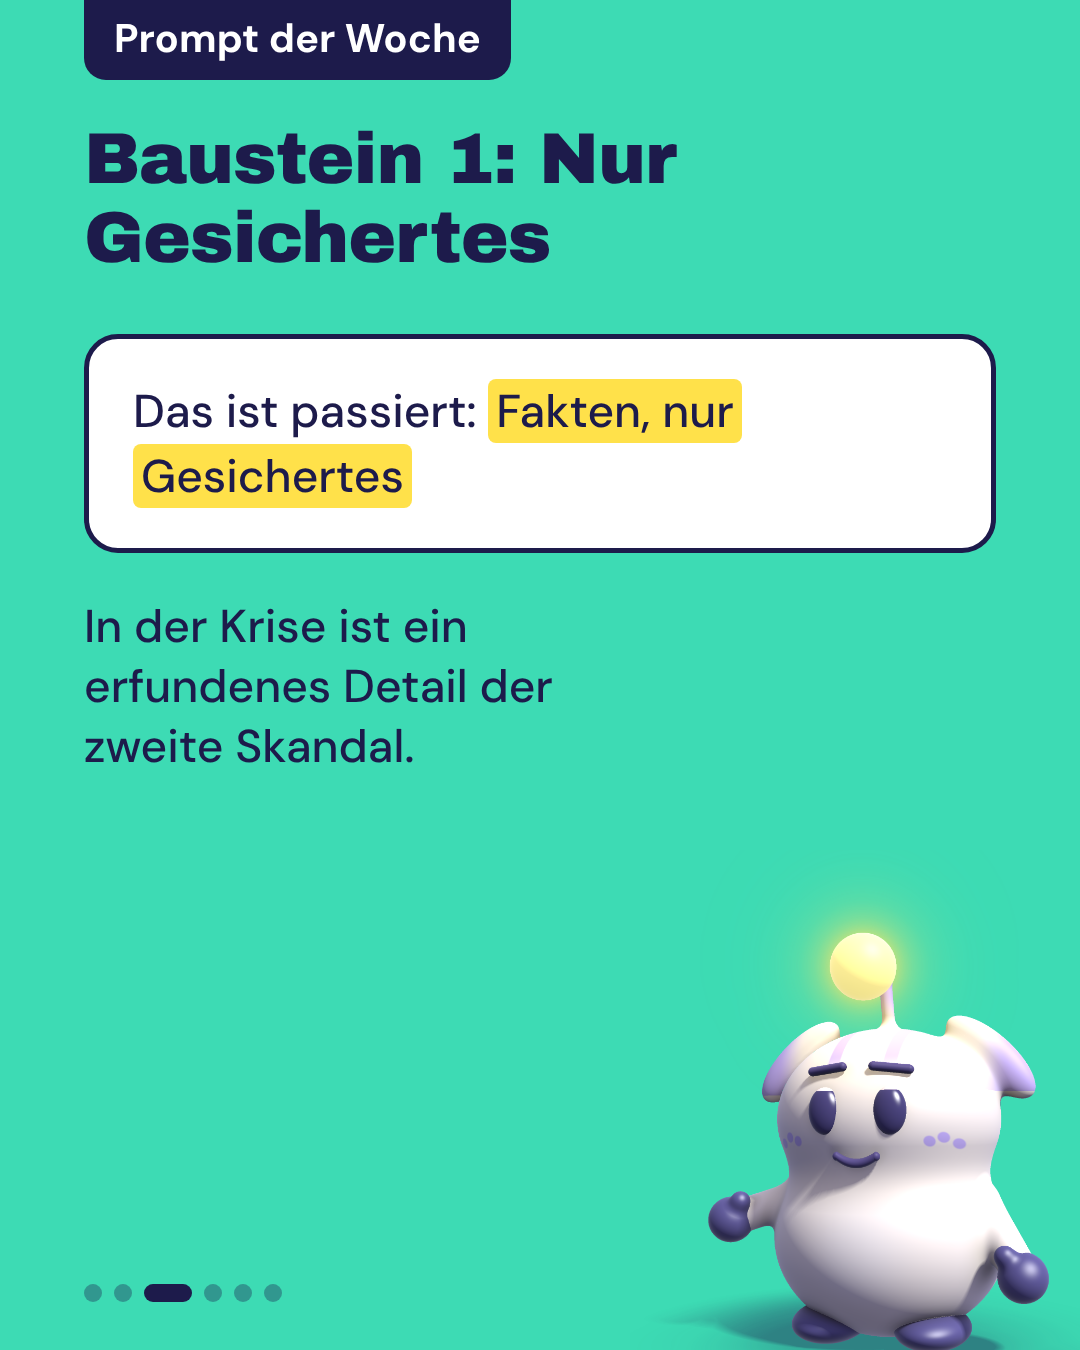 Prompt der Woche
Baustein 1: Nur
Gesichertes
Das ist passiert: Fakten, nur
Gesichertes
In der Krise ist ein
erfundenes Detail der
zweite Skandal.